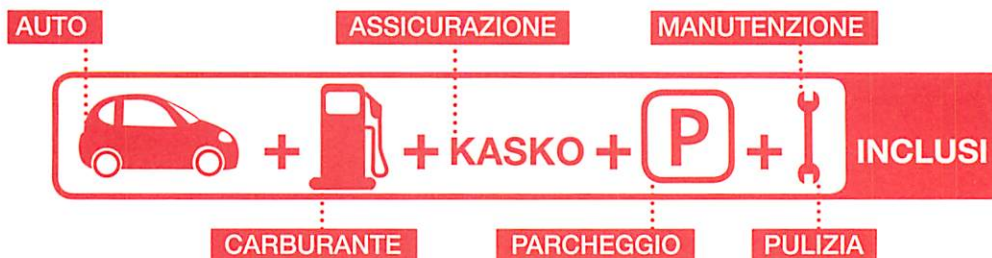 AUTO
ASSICURAZIONE
MANUTENZIONE
+ + KASKO + P + INCLUSI
CARBURANTE
PARCHEGGIO
PULIZIA